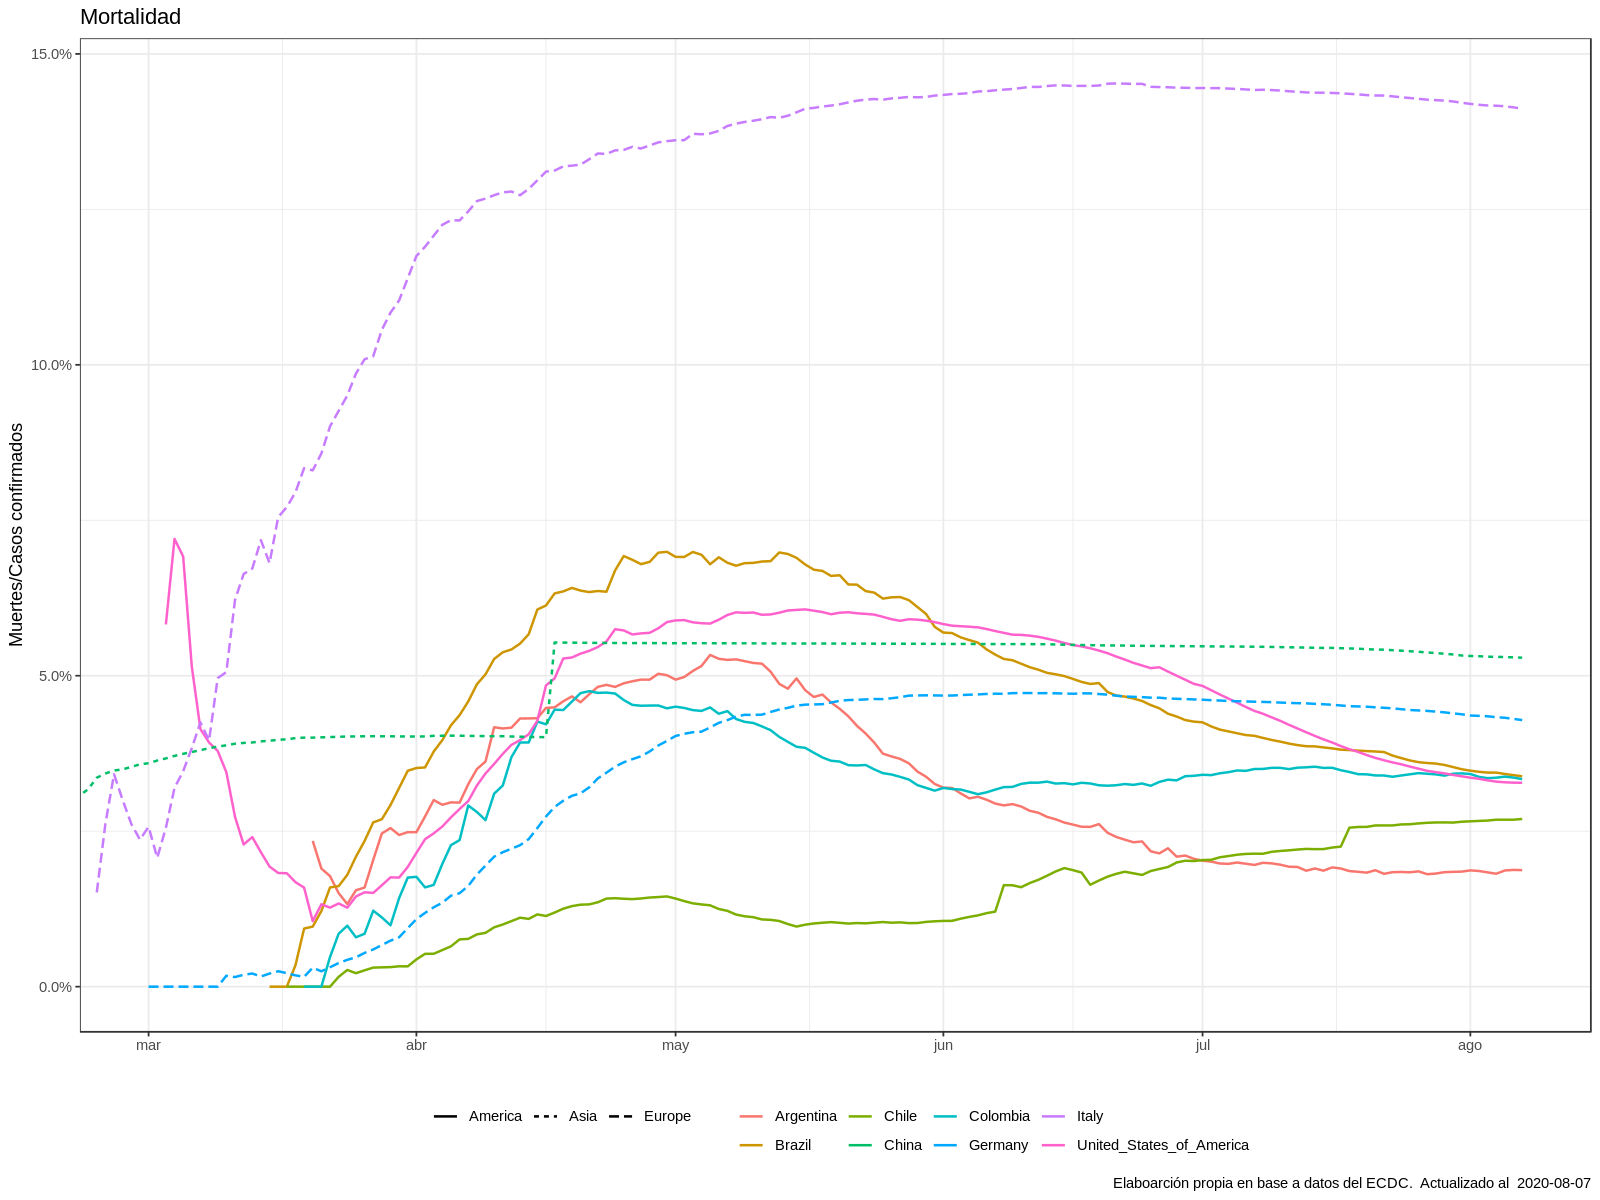 Mortalidad
15.0%
10.0%
5.0%
0.0%
Muertes/Casos confirmados
mar abr may jun jul ago
America Asia Europe Argentina Chile Colombia Italy
Brazil China Germany United_States_of_America
Elaboarción propia en base a datos del ECDC. Actualizado al 2020-08-07